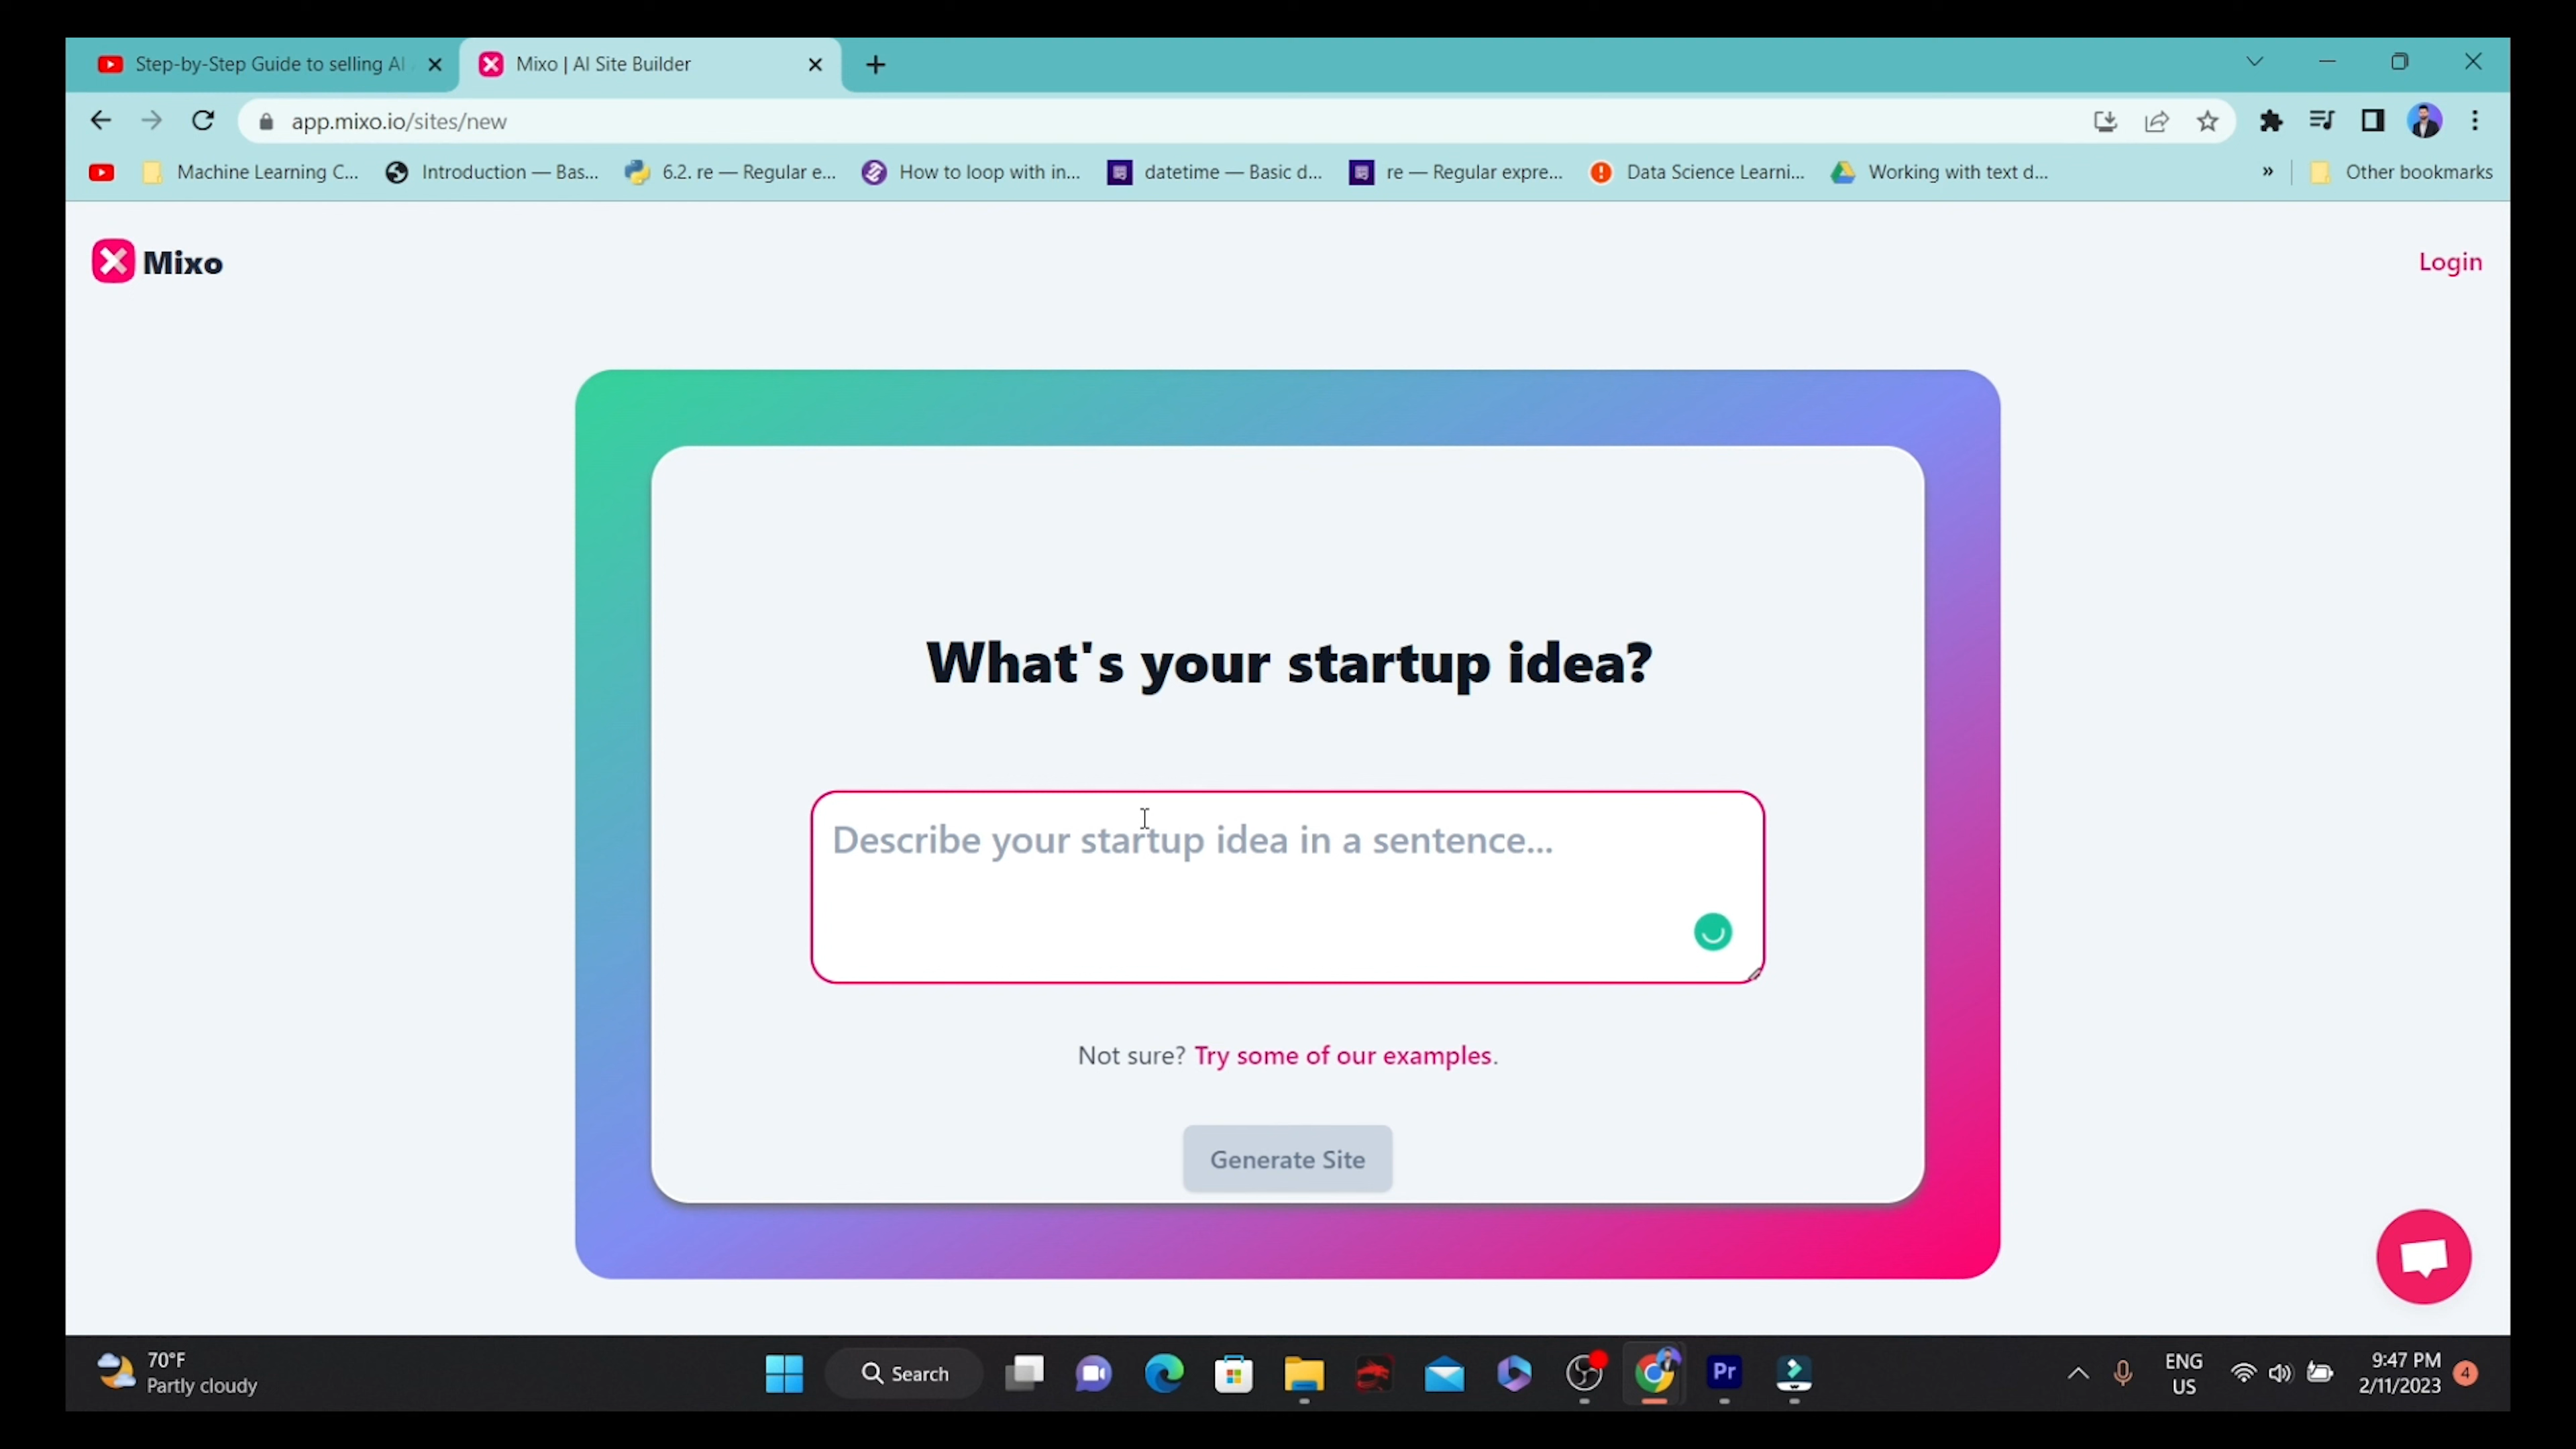 Step-by-Step Guide to selling AI
Mixo | AI Site Builder
app.mixo.io/sites/new
Machine Learning C...
Introduction — Bas...
6.2. re — Regular e...
How to loop with in...
datetime — Basic d...
re — Regular expre...
Data Science Learni...
Working with text d...
»
Other bookmarks
Mixo
Login
What's your startup idea?
Describe your startup idea in a sentence...
Not sure? Try some of our examples.
Generate Site
70°F
Partly cloudy
Search
Pr
ENG
US
9:47 PM
2/11/2023
4